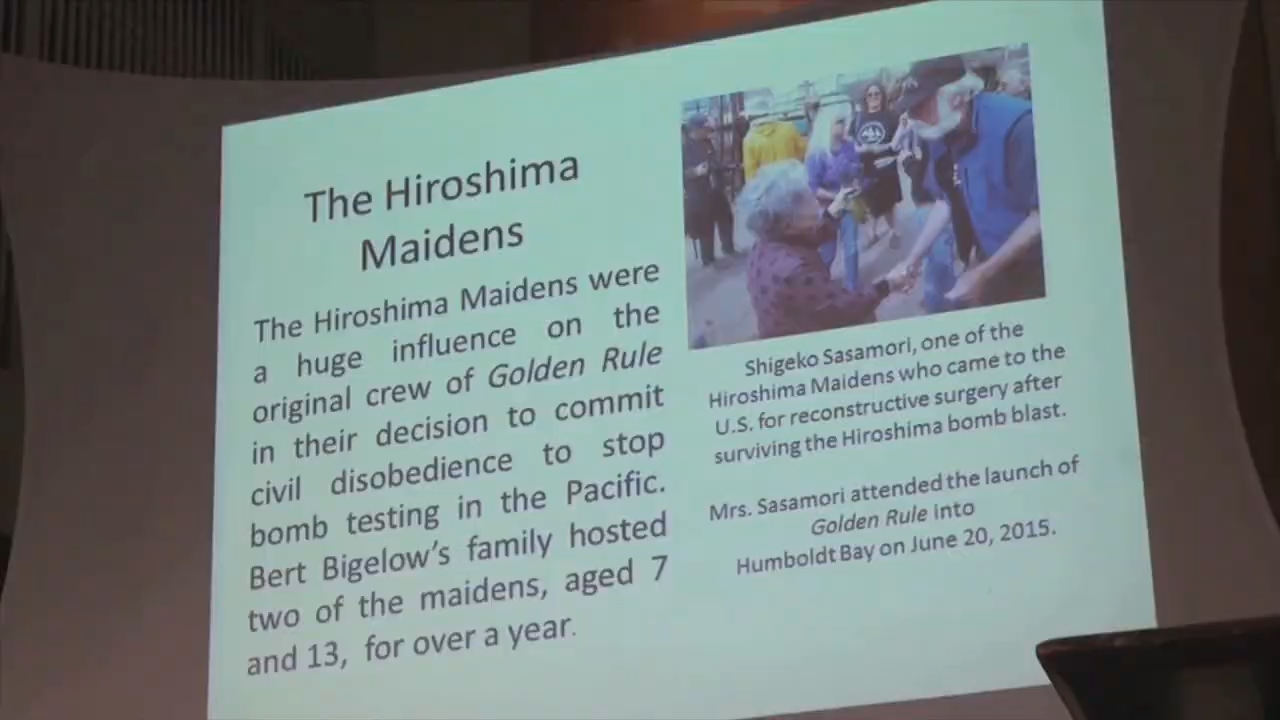 The Hiroshima
Maidens
The Hiroshima Maidens were
a huge influence on the
original crew of Golden Rule
in their decision to commit
civil disobedience to stop
bomb testing in the Pacific.
Bert Bigelow's family hosted
two of the maidens, aged 7
and 13, for over a year.
Shigeko Sasamori, one of the
Hiroshima Maidens who came to the
U.S. for reconstructive surgery after
surviving the Hiroshima bomb blast.
Mrs. Sasamori attended the launch of
Golden Rule into
Humboldt Bay on June 20, 2015.